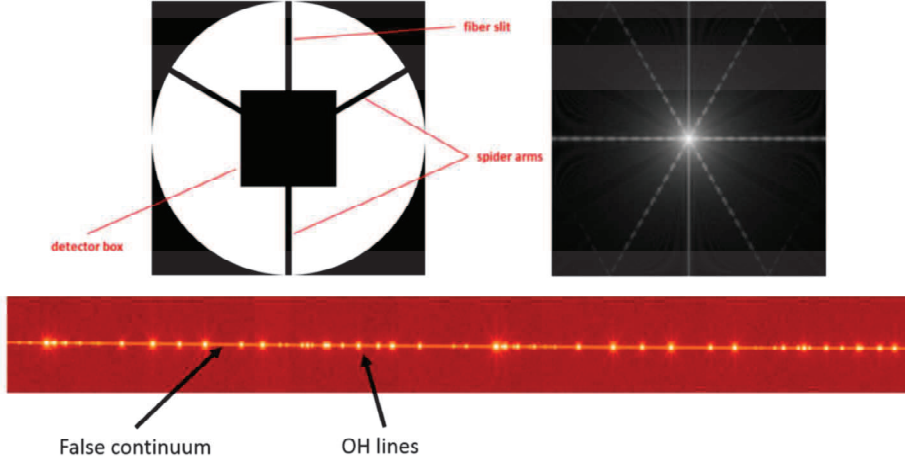 fiber slit
spider arms
detector box
False continuum
OH lines